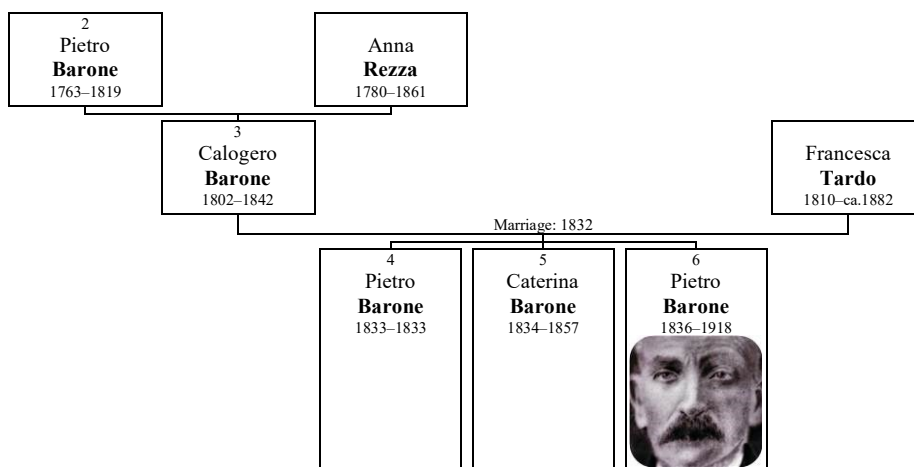 2
Pietro
Barone
1763–1819
Anna
Rezza
1780–1861
3
Calogero
Barone
1802–1842
Francesca
Tardo
1810–ca.1882
Marriage: 1832
4
Pietro
Barone
1833–1833
5
Caterina
Barone
1834–1857
6
Pietro
Barone
1836–1918